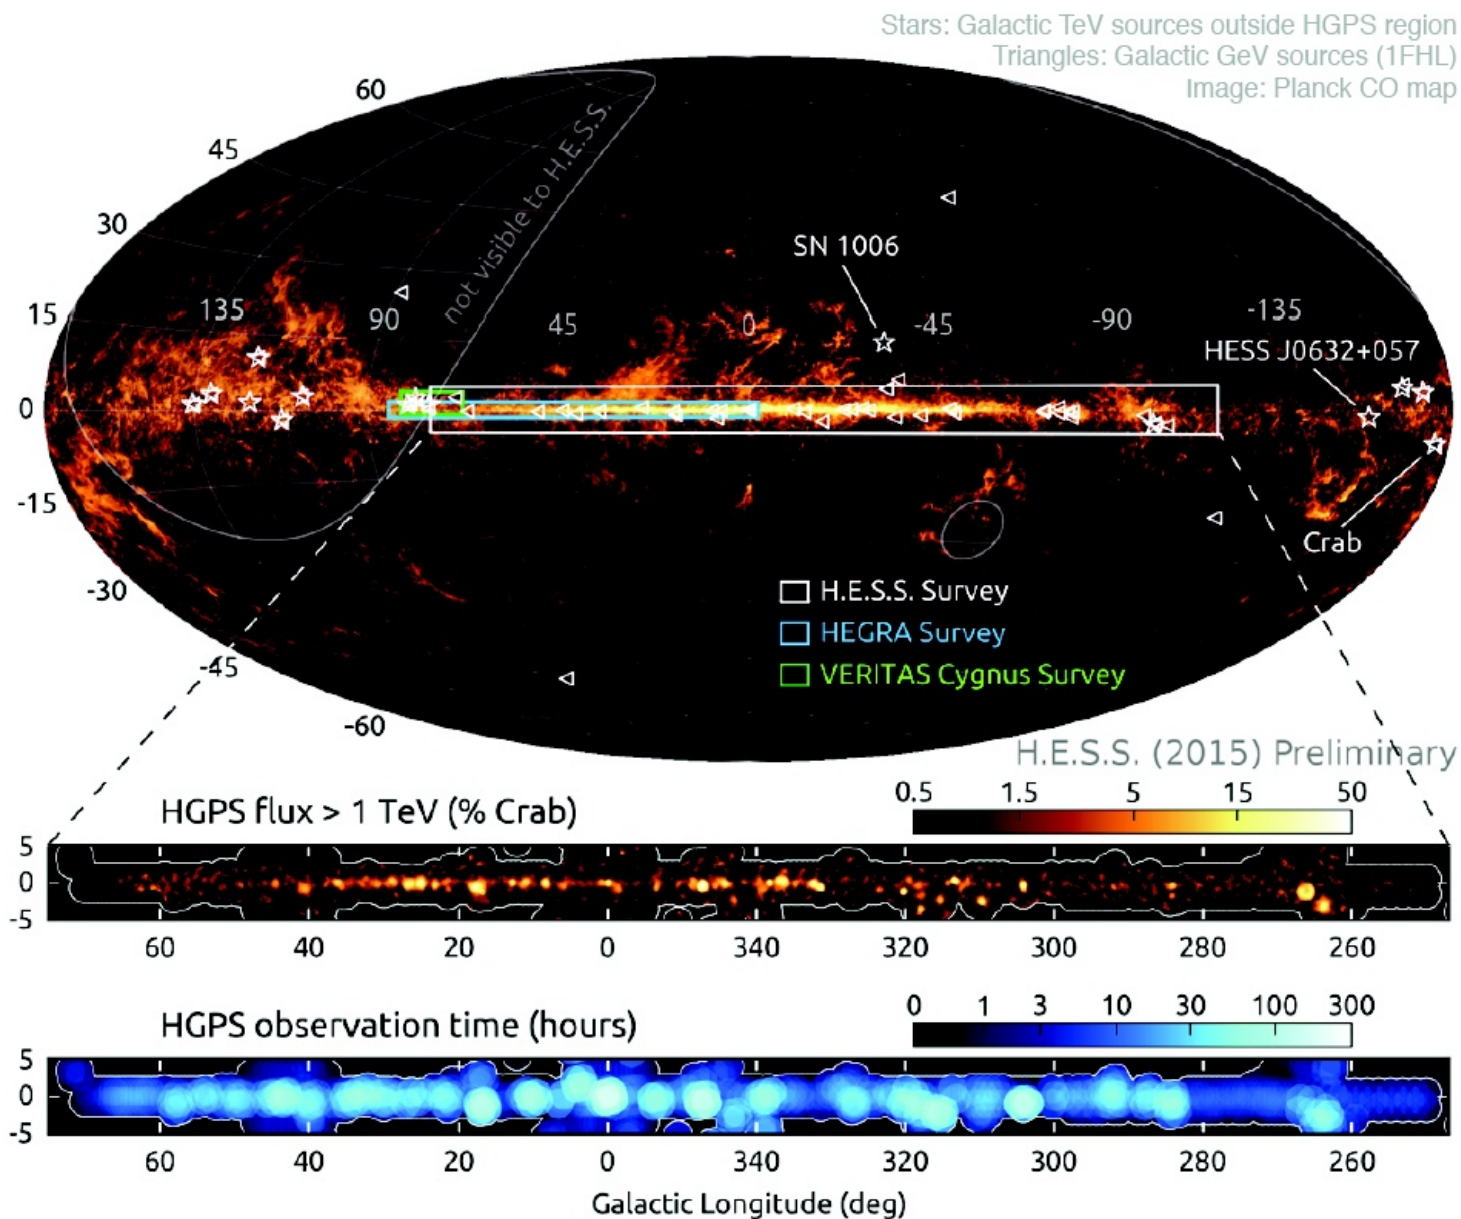 Stars: Galactic TeV sources outside HGPS region
Triangles: Galactic GeV sources (1FHL)
Image: Planck CO map
60
45
30
15
0
-15
-30
-45
-60
not visible to H.E.S.S.
SN 1006
135
90
45
0
-45
-90
-135
HESS J0632+057
Crab
H.E.S.S. Survey
HEGRA Survey
VERITAS Cygnus Survey
H.E.S.S. (2015) Preliminary
HGPS flux > 1 TeV (% Crab)
0.5 1.5 5 15 50
5
0
-5
60 40 20 0 340 320 300 280 260
HGPS observation time (hours)
0 1 3 10 30 100 300
5
0
-5
60 40 20 0 340 320 300 280 260
Galactic Longitude (deg)